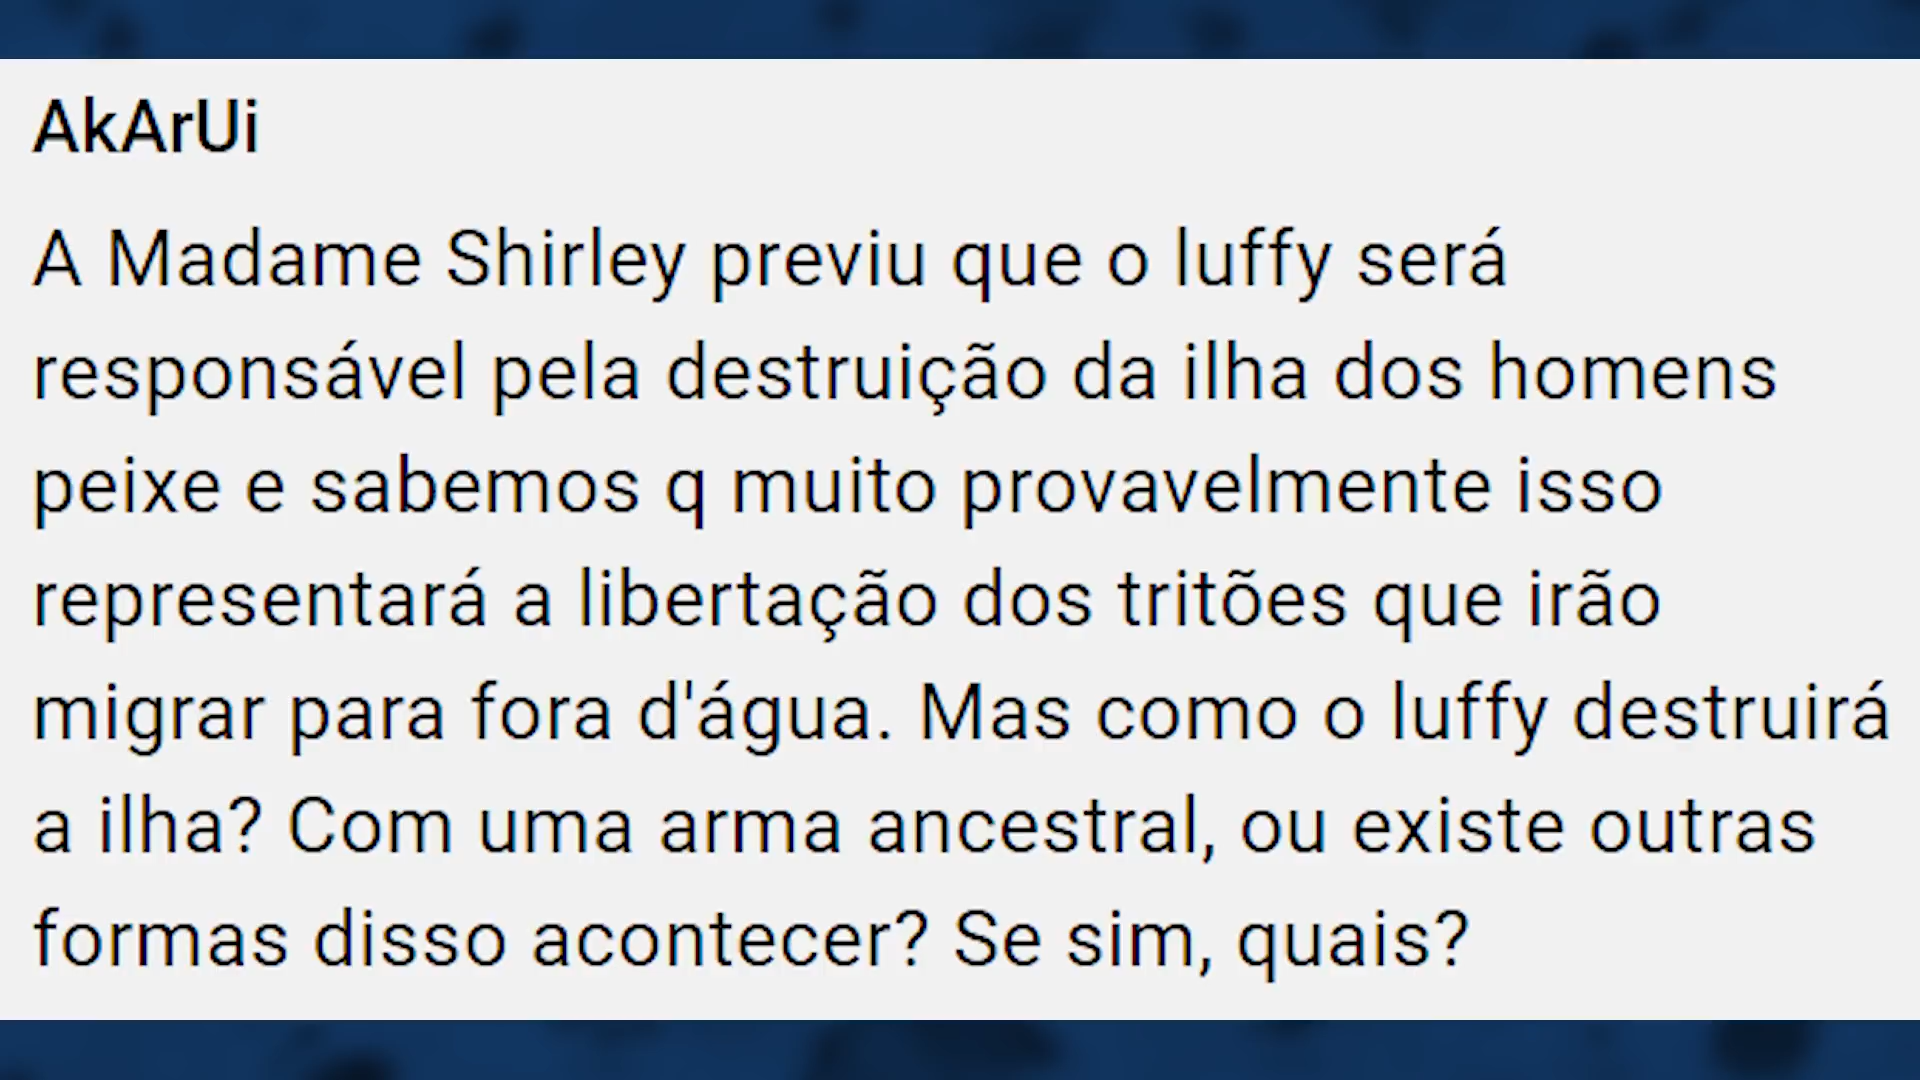 AkArUi
A Madame Shirley previu que o luffy será
responsável pela destruição da ilha dos homens
peixe e sabemos q muito provavelmente isso
representará a libertação dos tritões que irão
migrar para fora d'água. Mas como o luffy destruirá
a ilha? Com uma arma ancestral, ou existe outras
formas disso acontecer? Se sim, quais?